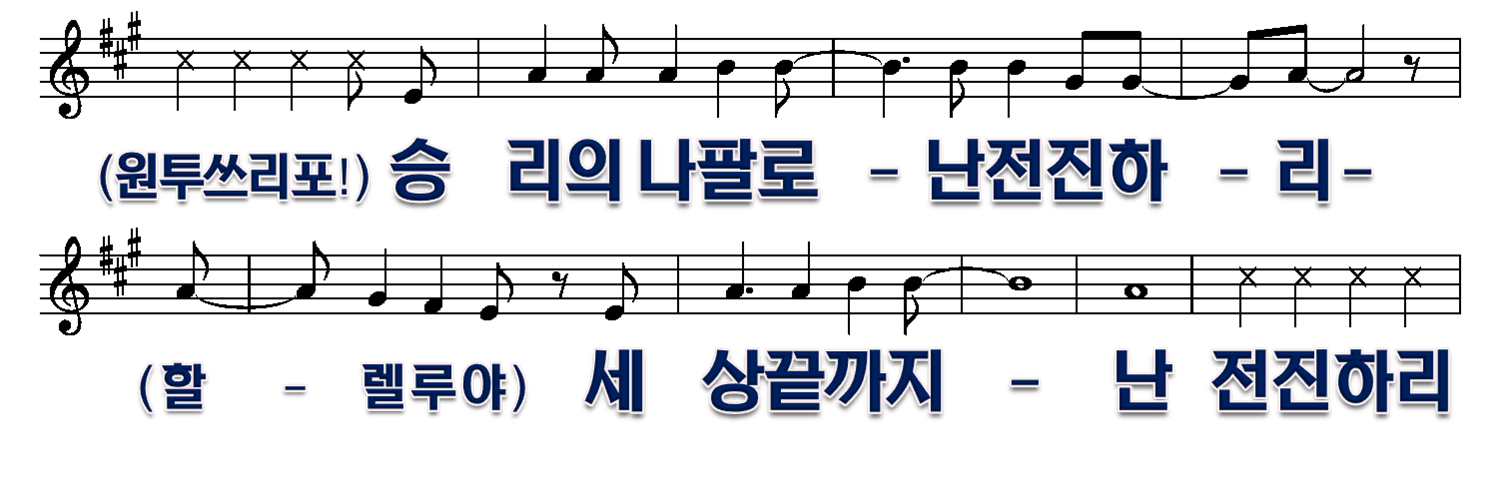 (원투쓰리포!) 승 리의 나팔로 - 난전진하 - 리 -
(할 - 렐루야) 세 상끝까지 - 난 전진하리